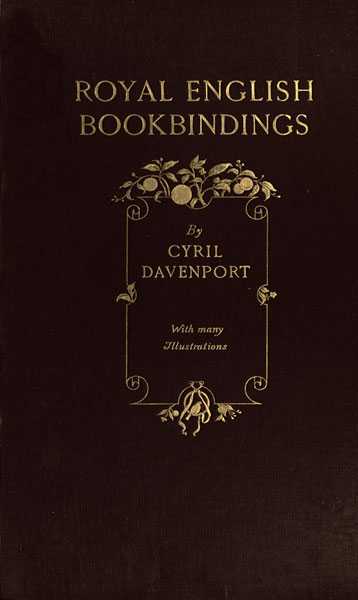 ROYAL ENGLISH
BOOKBINDINGS
By
CYRIL
DAVENPORT
With many
Illustrations